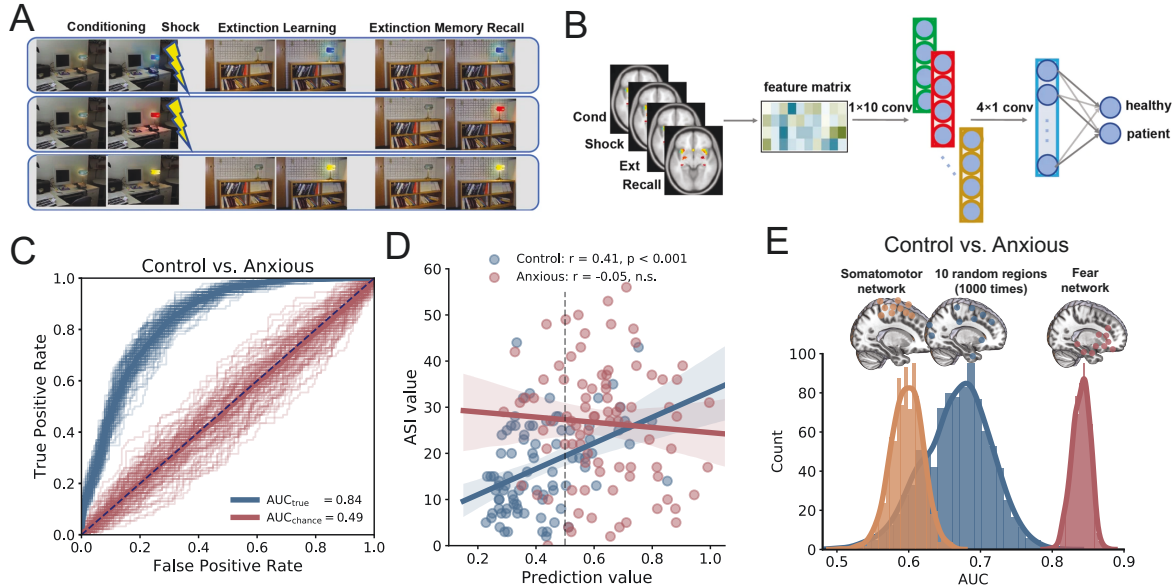 A
Conditioning Shock Extinction Learning Extinction Memory Recall
B
Cond
Shock
Ext
Recall
feature matrix
1×10 conv
4×1 conv
healthy
patient
C
Control vs. Anxious
True Positive Rate
1.0
0.8
0.6
0.4
0.2
0.0
AUCtrue = 0.84
AUCchance = 0.49
0.0 0.2 0.4 0.6 0.8 1.0
False Positive Rate
D
Control: r = 0.41, p < 0.001
Anxious: r = -0.05, n.s.
ASI value
60
50
40
30
20
10
0
0.2 0.4 0.6 0.8 1.0
Prediction value
E
Control vs. Anxious
Somatomotor
network
10 random regions
(1000 times)
Fear
network
Count
100
80
60
40
20
0
0.5 0.6 0.7 0.8 0.9
AUC